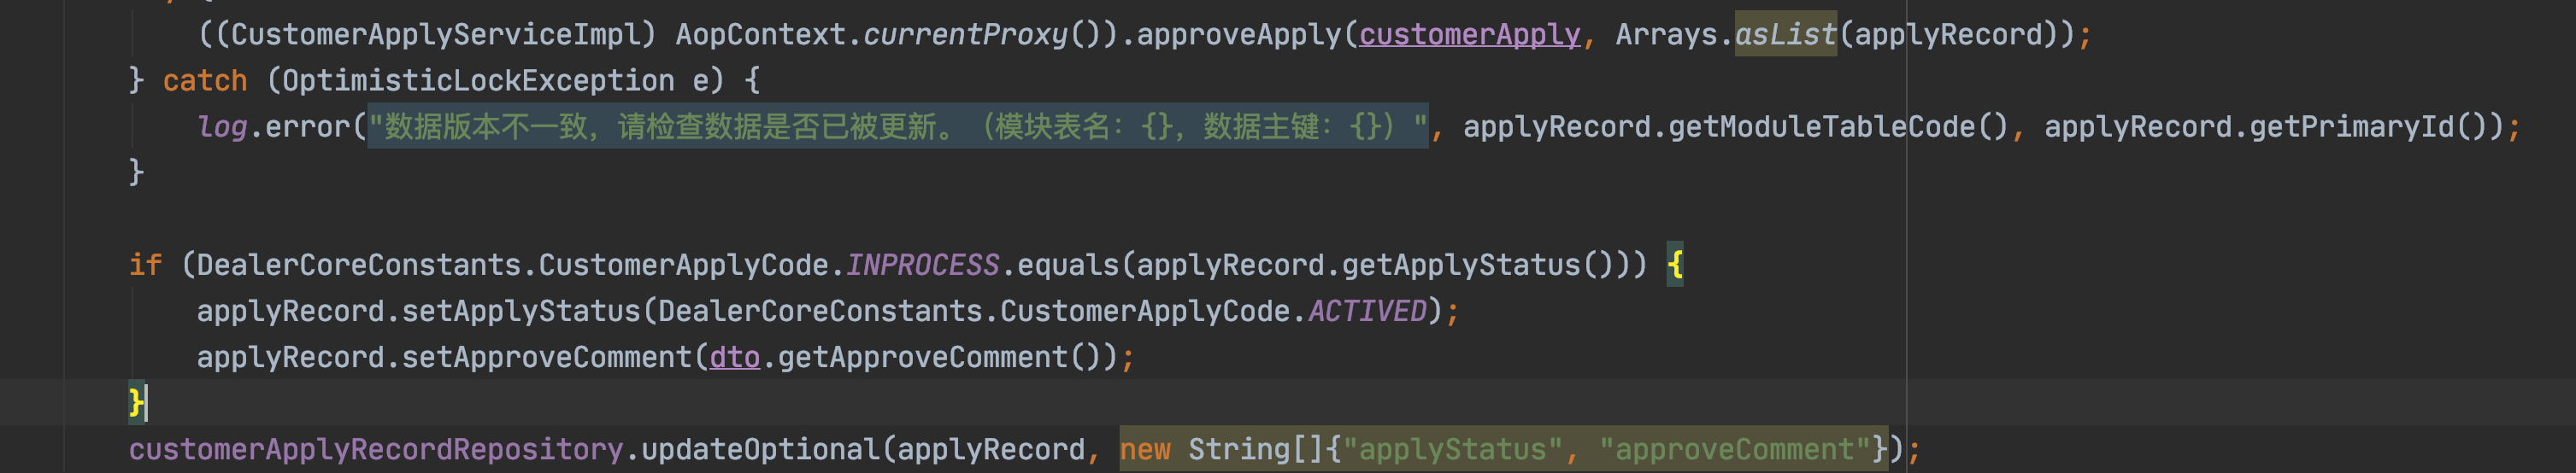 ((CustomerApplyServiceImpl) AopContext.currentProxy()).approveApply(customerApply, Arrays.asList(applyRecord));
} catch (OptimisticLockException e) {
log.error("数据版本不一致，请检查数据是否已被更新。（模块表名：{}，数据主键：{}）", applyRecord.getModuleTableCode(), applyRecord.getPrimaryId());
}
if (DealerCoreConstants.CustomerApplyCode.INPROCESS.equals(applyRecord.getApplyStatus())) {
applyRecord.setApplyStatus(DealerCoreConstants.CustomerApplyCode.ACTIVED);
applyRecord.setApproveComment(dto.getApproveComment());
}
customerApplyRecordRepository.updateOptional(applyRecord, new String[]{"applyStatus", "approveComment"});